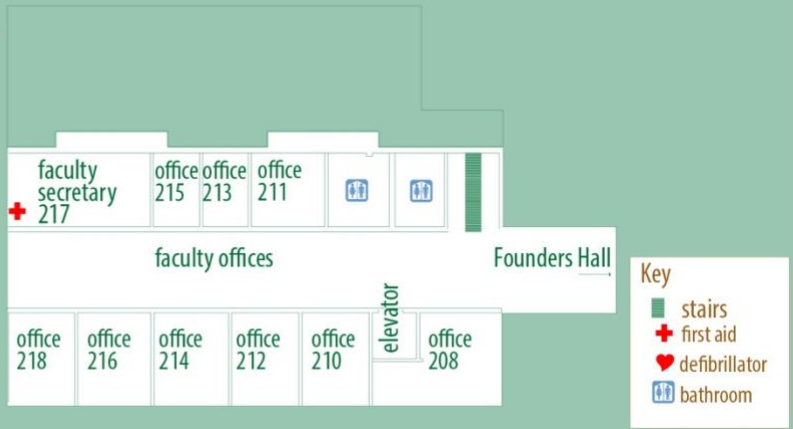 faculty
secretary
217
office
215
office
213
office
211
faculty offices
Founders Hall
elevator
office
218
office
216
office
214
office
212
office
210
office
208
Key
stairs
first aid
defibrillator
bathroom